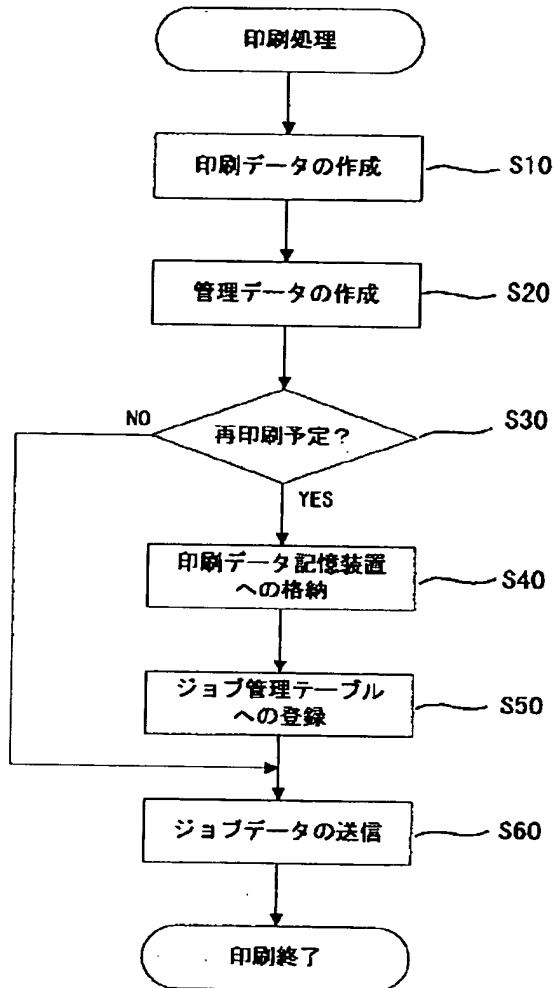 印刷処理
印刷データの作成
S10
管理データの作成
S20
再印刷予定?
S30
NO
YES
印刷データ記憶装置
への格納
S40
ジョブ管理テーブル
への登録
S50
ジョブデータの送信
S60
印刷終了